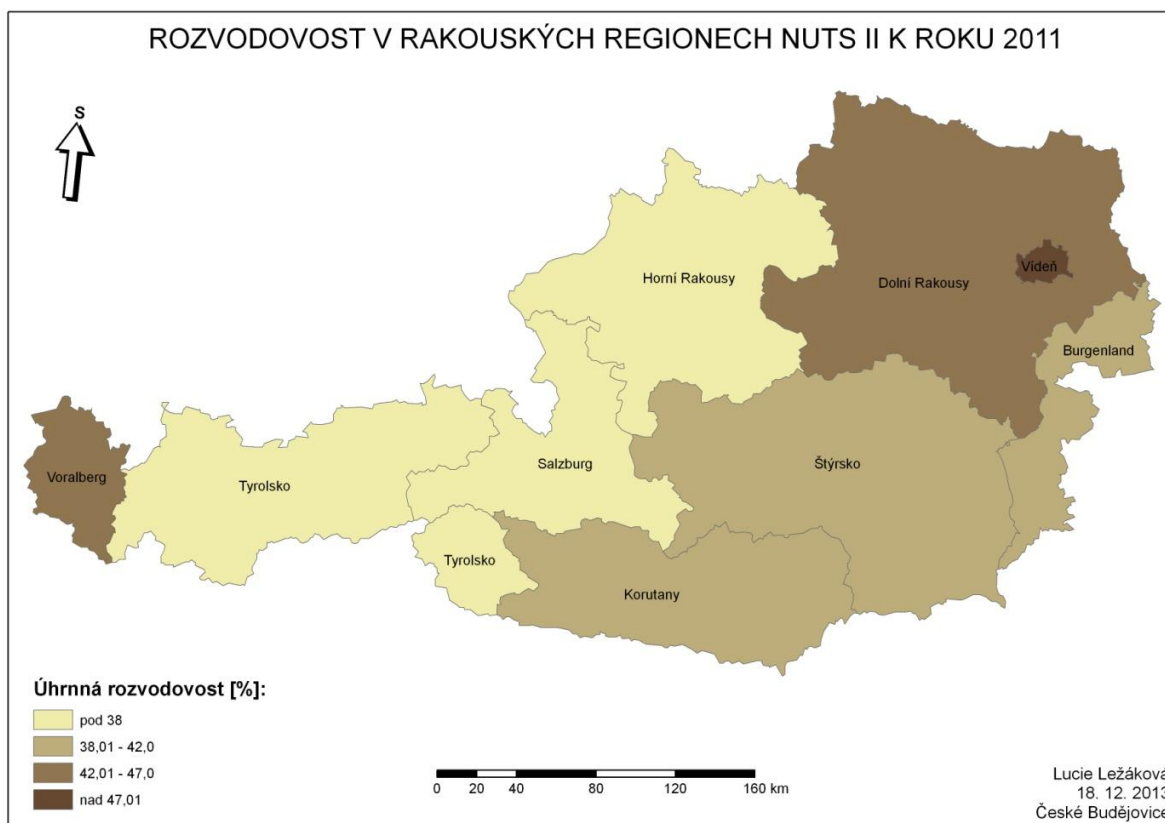 ROZVODOVOST V RAKOUSKÝCH REGIONECH NUTS II K ROKU 2011
S
Horní Rakousy
Dolní Rakousy
Vídeň
Burgenland
Voralberg
Tyrolsko
Salzburg
Štýrsko
Tyrolsko
Korutany
Úhrnná rozvodovost [%]:
pod 38
38,01 - 42,0
42,01 - 47,0
nad 47,01
0 20 40 80 120 160 km
Lucie Ležáková
18. 12. 2013
České Budějovice